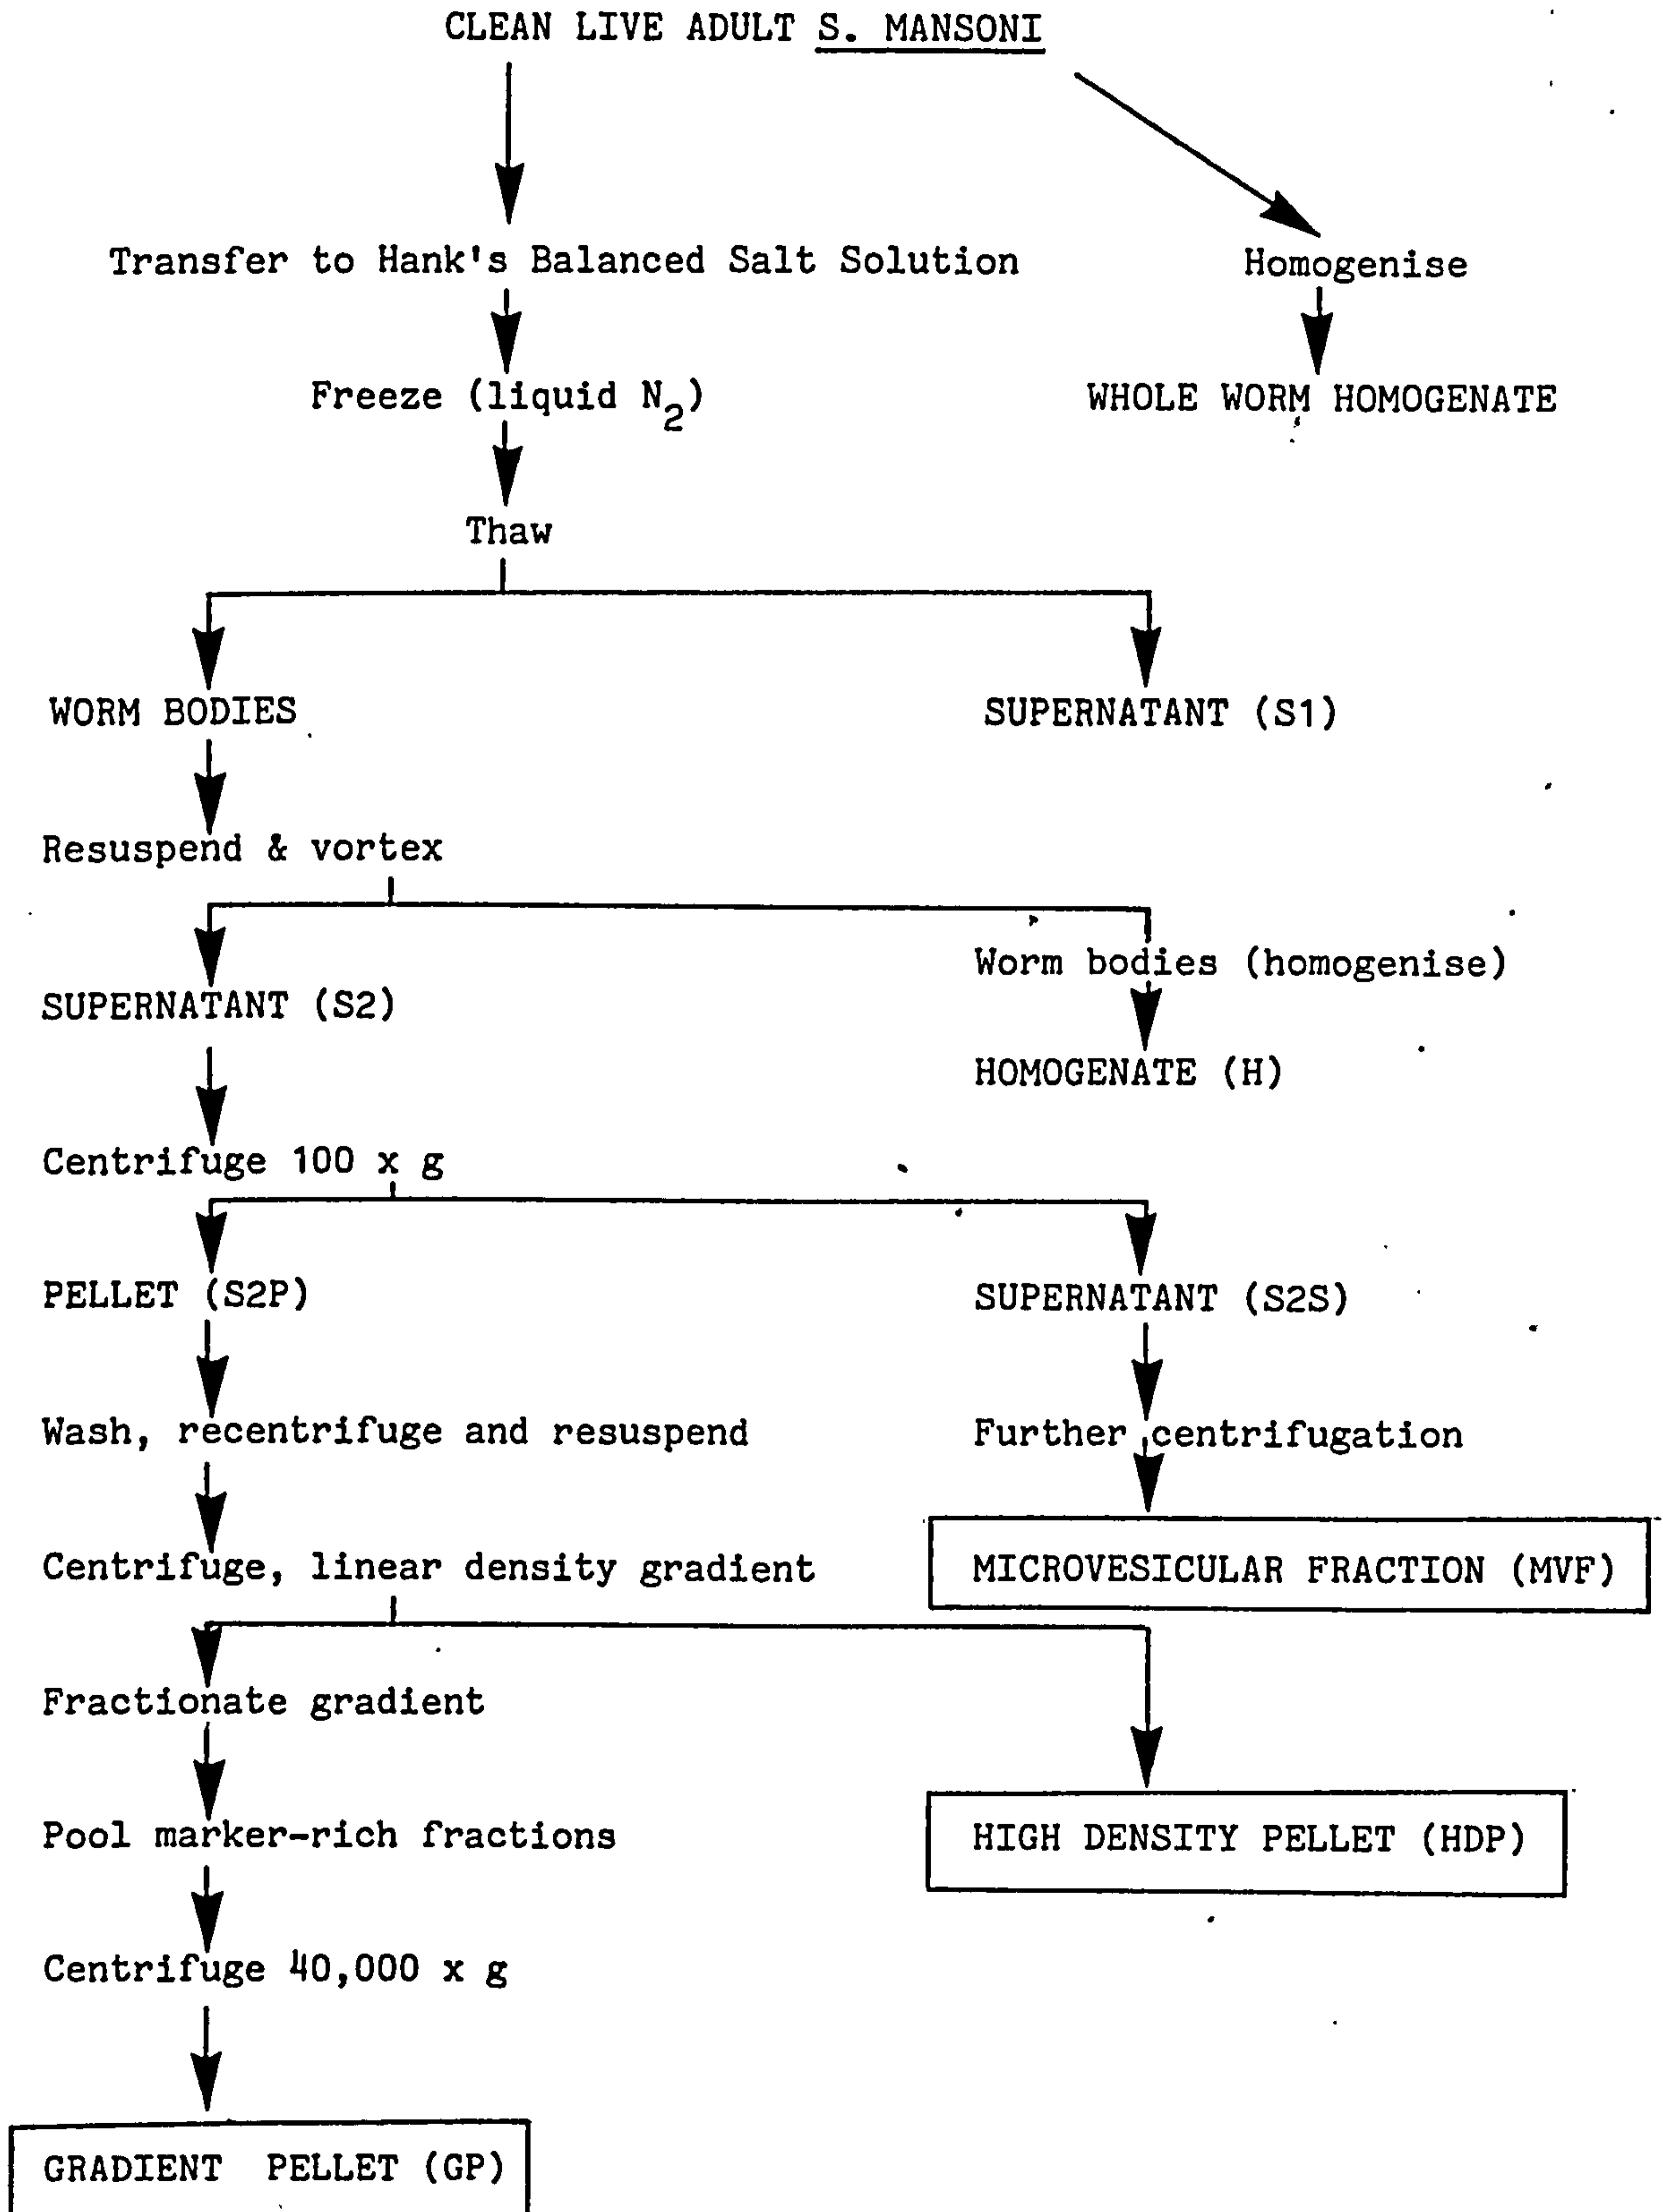 CLEAN LIVE ADULT S. MANSONI
Transfer to Hank's Balanced Salt Solution
Homogenise
Freeze (liquid N2)
WHOLE WORM HOMOGENATE
Thaw
WORM BODIES
SUPERNATANT (S1)
Resuspend & vortex
Worm bodies (homogenise)
SUPERNATANT (S2)
HOMOGENATE (H)
Centrifuge 100 x g
PELLET (S2P)
SUPERNATANT (S2S)
Wash, recentrifuge and resuspend
Further centrifugation
Centrifuge, linear density gradient
MICROVESICULAR FRACTION (MVF)
Fractionate gradient
Pool marker-rich fractions
HIGH DENSITY PELLET (HDP)
Centrifuge 40,000 x g
GRADIENT PELLET (GP)